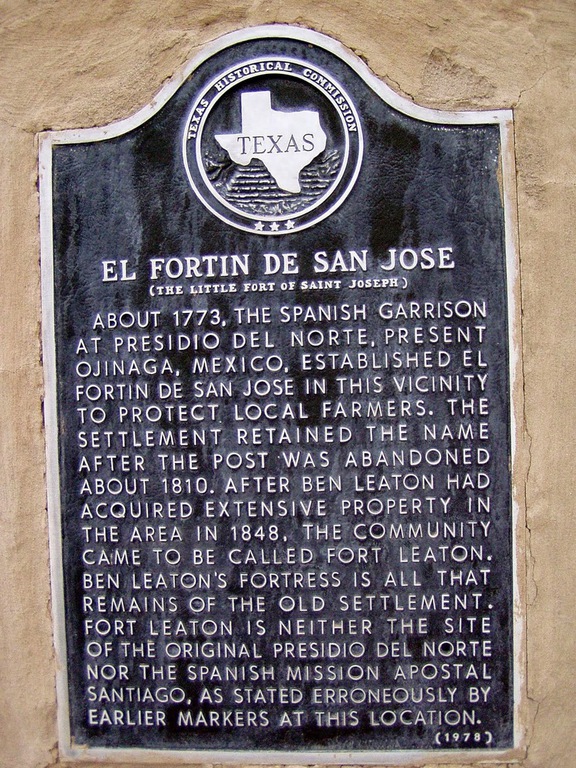 TEXAS HISTORICAL COMMISSION
TEXAS
EL FORTIN DE SAN JOSE
(THE LITTLE FORT OF SAINT JOSEPH)
ABOUT 1773, THE SPANISH GARRISON
AT PRESIDIO DEL NORTE, PRESENT
OJINAGA, MEXICO, ESTABLISHED EL
FORTIN DE SAN JOSE IN THIS VICINITY
TO PROTECT LOCAL FARMERS. THE
SETTLEMENT RETAINED THE NAME
AFTER THE POST WAS ABANDONED
ABOUT 1810. AFTER BEN LEATON HAD
ACQUIRED EXTENSIVE PROPERTY IN
THE AREA IN 1848, THE COMMUNITY
CAME TO BE CALLED FORT LEATON.
BEN LEATON'S FORTRESS IS ALL THAT
REMAINS OF THE OLD SETTLEMENT.
FORT LEATON IS NEITHER THE SITE
OF THE ORIGINAL PRESIDIO DEL NORTE
NOR THE SPANISH MISSION APOSTAL
SANTIAGO, AS STATED ERRONEOUSLY BY
EARLIER MARKERS AT THIS LOCATION.
(1978)